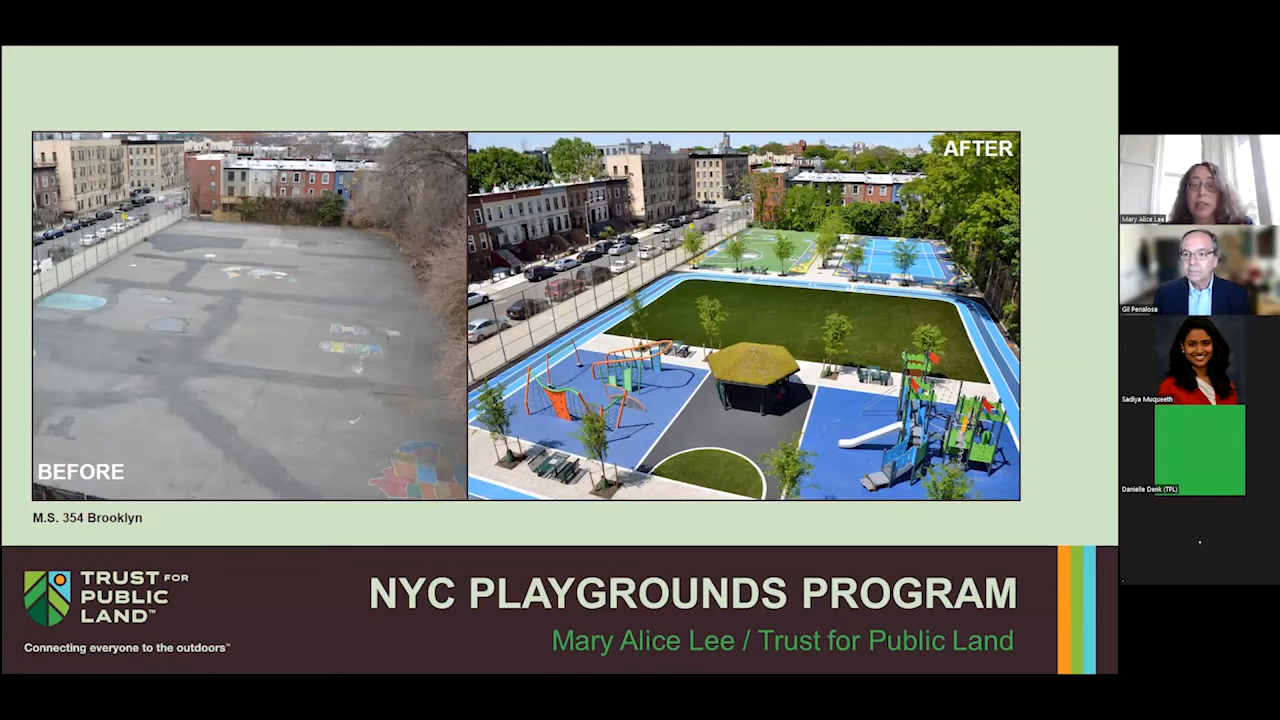 BEFORE
AFTER
M.S. 354 Brooklyn
TRUST FOR
PUBLIC
LAND™
Connecting everyone to the outdoors™
NYC PLAYGROUNDS PROGRAM
Mary Alice Lee / Trust for Public Land
Mary Alice Lee
Gil Penalosa
Sadiya Muqueeth
Danielle Denk (TPL)